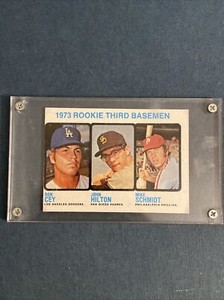 1973 ROOKIE THIRD BASEMEN
RON
CEY
LOS ANGELES DODGERS
JOHN
HILTON
SAN DIEGO PADRES
MIKE
SCHMIDT
PHILADELPHIA PHILLIES